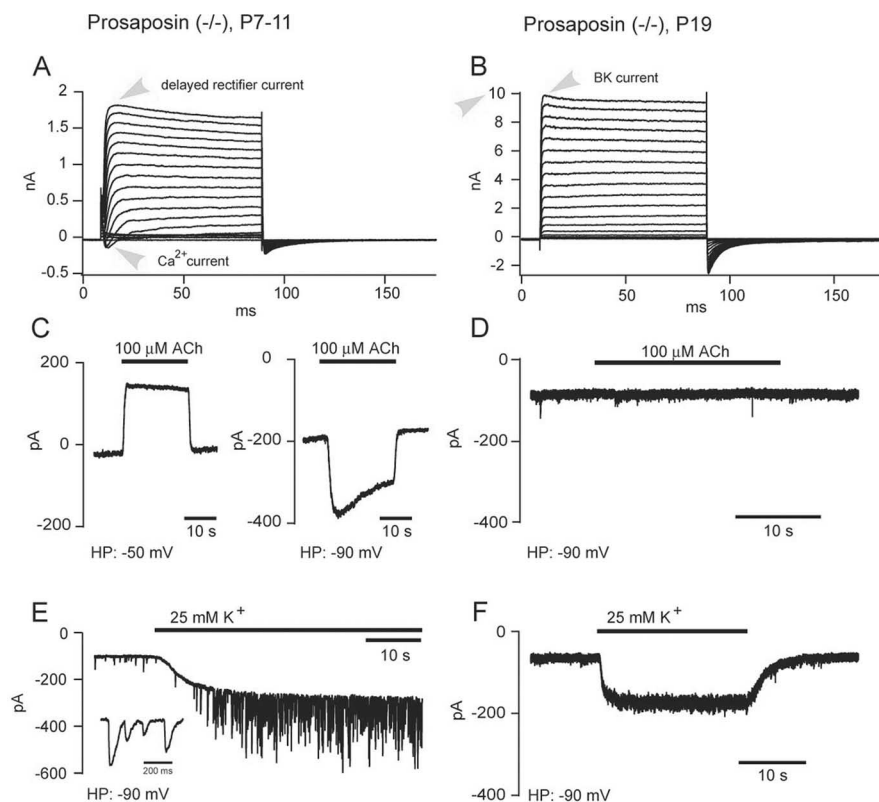 Prosaposin (-/-), P7-11
Prosaposin (-/-), P19
A
delayed rectifier current
2
1.5
1
0.5
0
-0.5
nA
Ca2+ current
0
50
100
150
ms
B
BK current
10
8
6
4
2
0
-2
nA
0
50
100
150
ms
C
100 μM ACh
200
0
-200
pA
10 s
HP: -50 mV
100 μM ACh
0
-200
-400
pA
10 s
HP: -90 mV
D
100 μM ACh
0
-200
-400
pA
10 s
HP: -90 mV
E
25 mM K+
10 s
0
-200
-400
-600
pA
200 ms
HP: -90 mV
F
25 mM K+
0
-200
-400
pA
10 s
HP: -90 mV